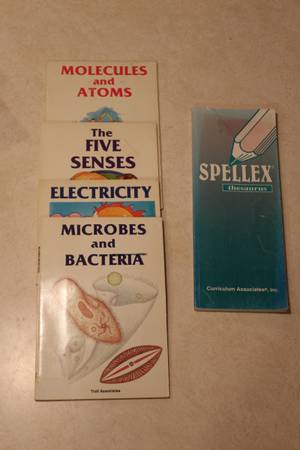 MOLECULES
and
ATOMS
The
FIVE
SENSES
ELECTRICITY
MICROBES
and
BACTERIA
Troll Associates
SPELLEX
thesaurus
Curriculum Associates®, Inc.